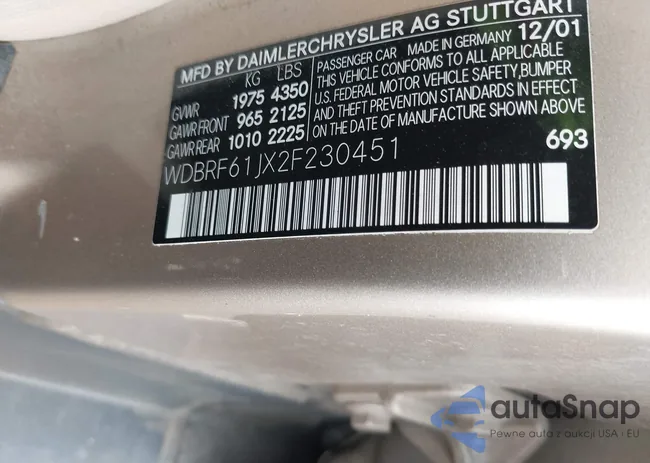 MFD BY DAIMLERCHRYSLER AG STUTTGART
KG LBS
GVWR 1975 4350
GAWR FRONT 965 2125
GAWR REAR 1010 2225
PASSENGER CAR MADE IN GERMANY 12/01
THIS VEHICLE CONFORMS TO ALL APPLICABLE
U.S. FEDERAL MOTOR VEHICLE SAFETY, BUMPER
AND THEFT PREVENTION STANDARDS IN EFFECT
ON THE DATE OF MANUFACTURE SHOWN ABOVE
WDBRF61JX2F230451
693
autoSnap
Pewne auta z aukcji USA i EU